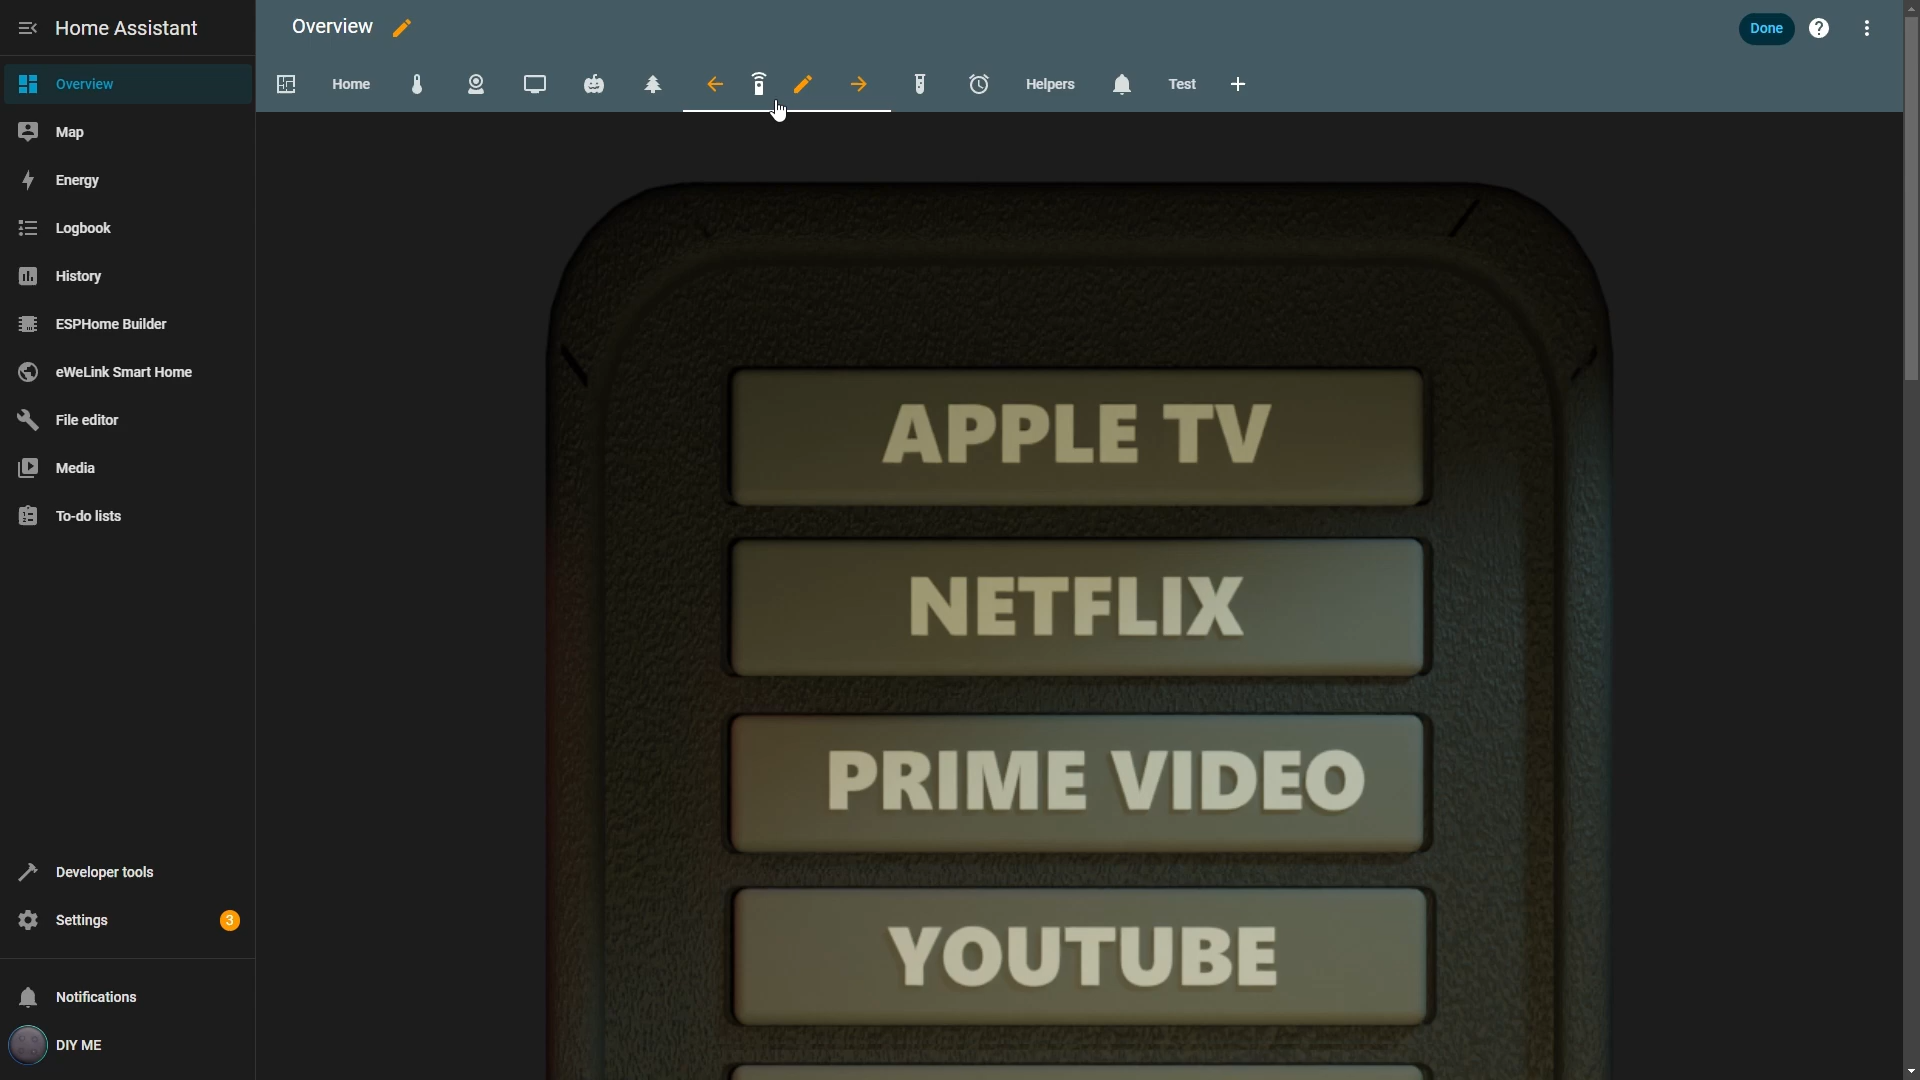 Home Assistant
Overview
Done
Overview
Home
Helpers
Test
Map
Energy
Logbook
History
ESPHome Builder
eWeLink Smart Home
File editor
Media
To-do lists
Developer tools
Settings
3
Notifications
DIY ME
APPLE TV
NETFLIX
PRIME VIDEO
YOUTUBE